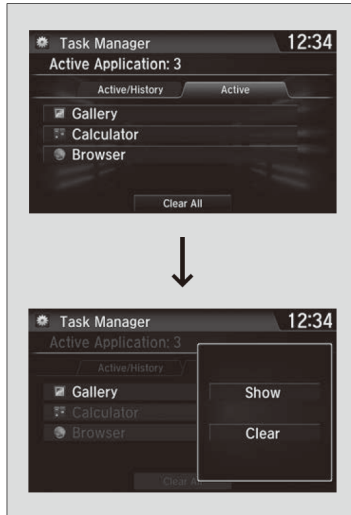 Task Manager 12:34
Active Application: 3
Active/History Active
Gallery
Calculator
Browser
Clear All
Task Manager 12:34
Active Application: 3
Active/History
Gallery
Show
Calculator
Browser
Clear
Clear All